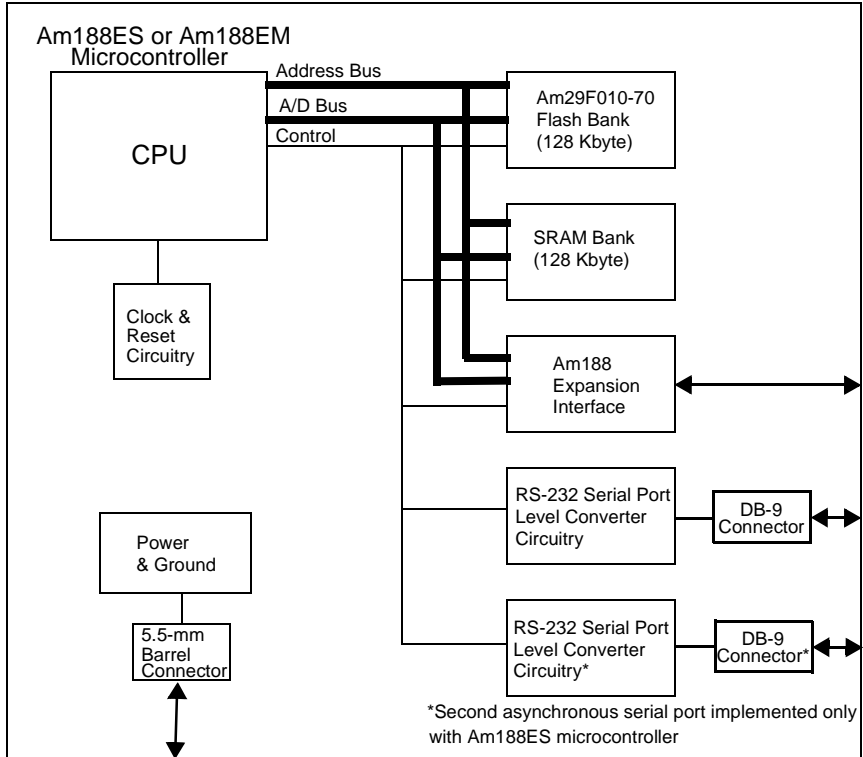 Am188ES or Am188EM
Microcontroller
Address Bus
A/D Bus
Control
CPU
Am29F010-70
Flash Bank
(128 Kbyte)
SRAM Bank
(128 Kbyte)
Clock &
Reset
Circuitry
Am188
Expansion
Interface
RS-232 Serial Port
Level Converter
Circuitry
DB-9
Connector
Power
& Ground
5.5-mm
Barrel
Connector
RS-232 Serial Port
Level Converter
Circuitry*
DB-9
Connector*
*Second asynchronous serial port implemented only
with Am188ES microcontroller